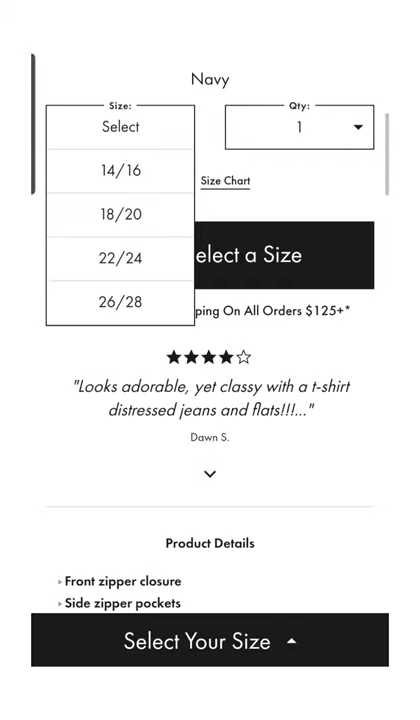 Navy
Size:
Qty:
Select
1
14/16
Size Chart
18/20
elect a Size
22/24
26/28
ping On All Orders $125+*
"Looks adorable, yet classy with a t-shirt
distressed jeans and flats!!!..."
Dawn S.
Product Details
Front zipper closure
Side zipper pockets
Select Your Size